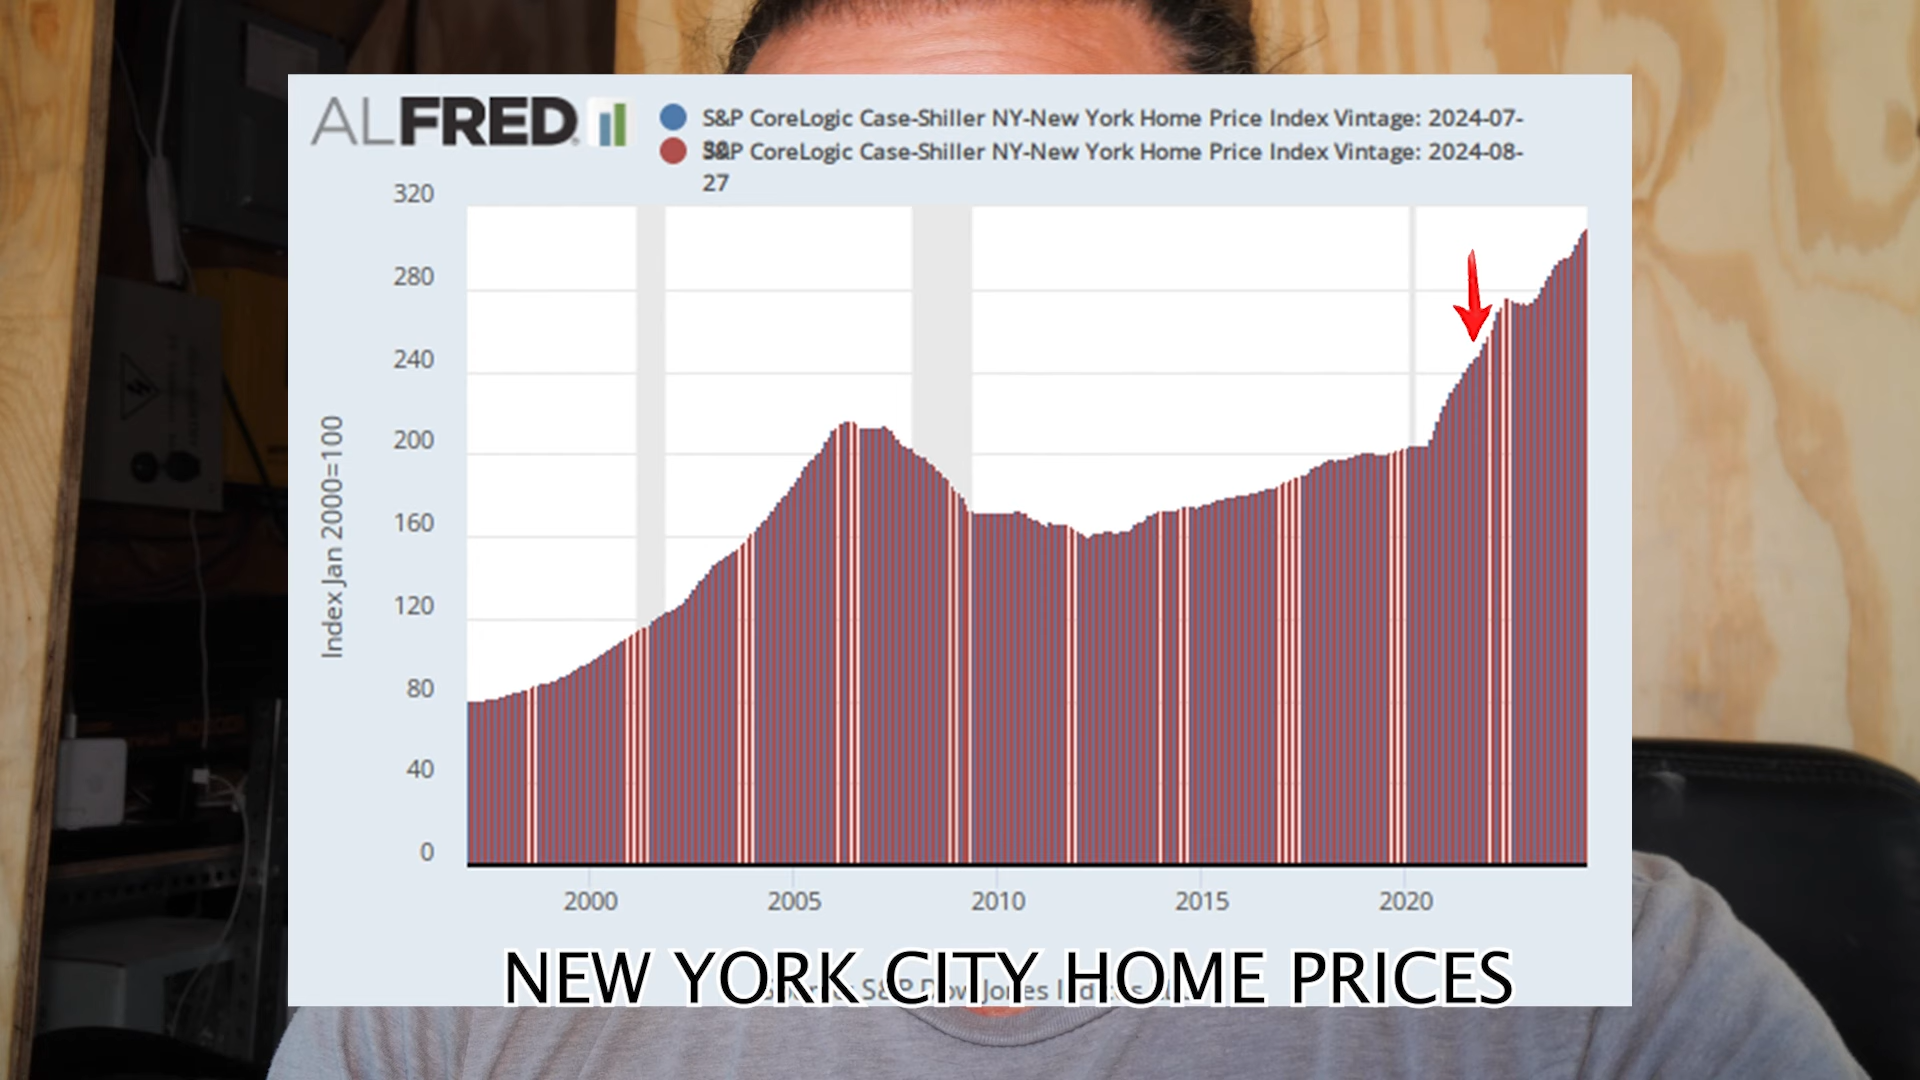 ALFRED
S&P CoreLogic Case-Shiller NY-New York Home Price Index Vintage: 2024-07-
S&P CoreLogic Case-Shiller NY-New York Home Price Index Vintage: 2024-08-
27
320
280
240
200
160
120
80
40
0
Index Jan 2000=100
2000
2005
2010
2015
2020
NEW YORK CITY HOME PRICES
S&P Dow Jones